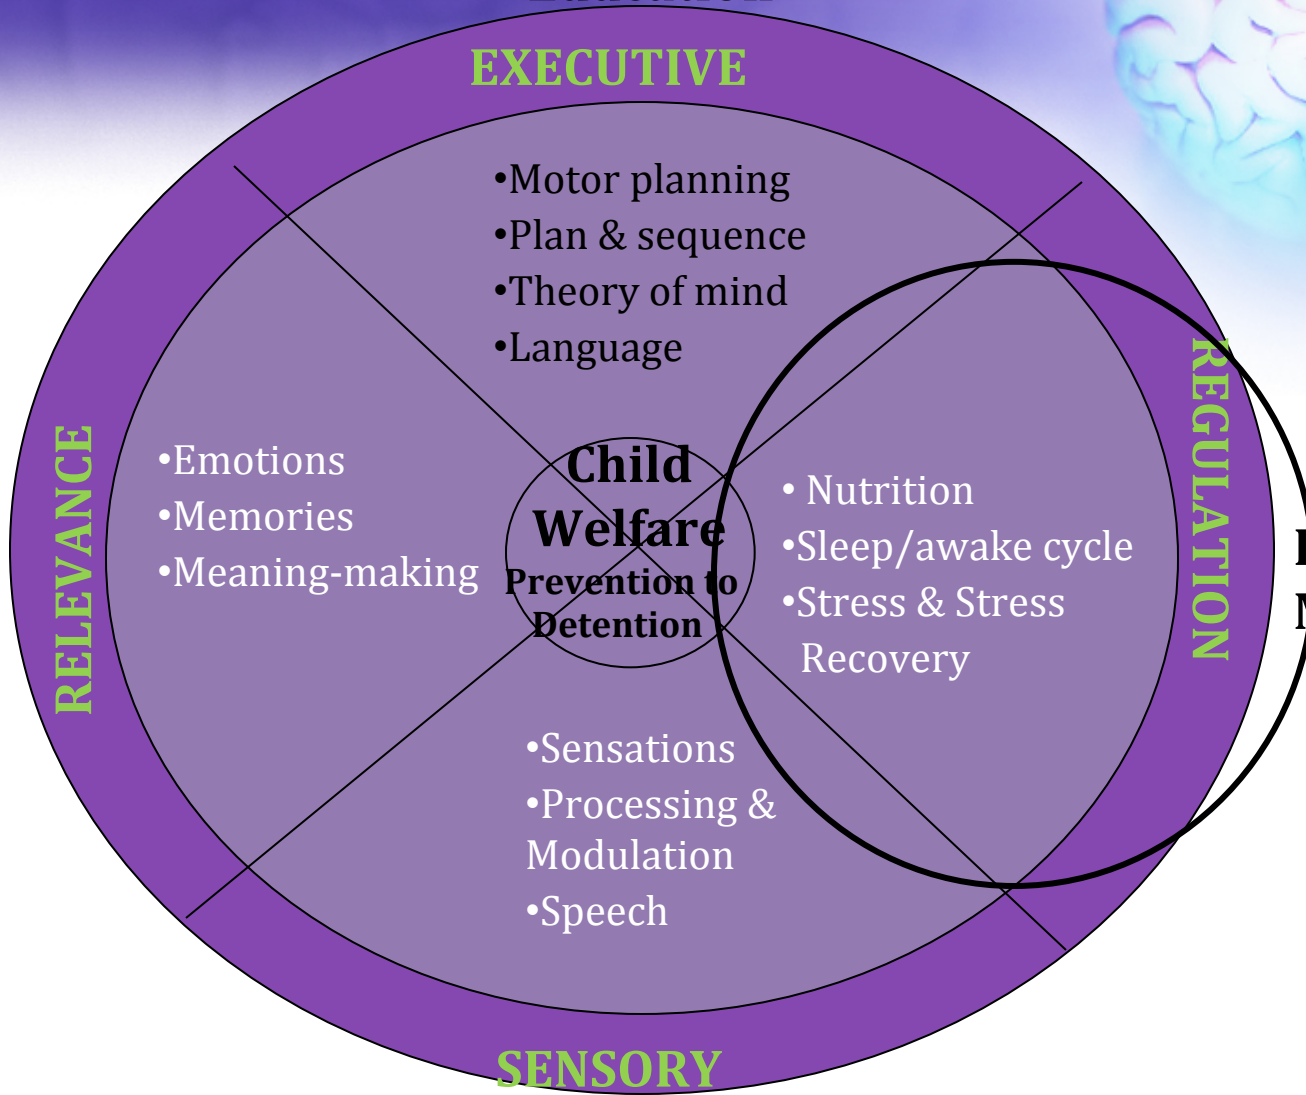 EXECUTIVE
•Motor planning
•Plan & sequence
•Theory of mind
•Language
RELEVANCE
•Emotions
•Memories
•Meaning-making
Child
Welfare
Prevention to
Detention
• Nutrition
•Sleep/awake cycle
•Stress & Stress
Recovery
REGULATION
•Sensations
•Processing &
Modulation
•Speech
SENSORY